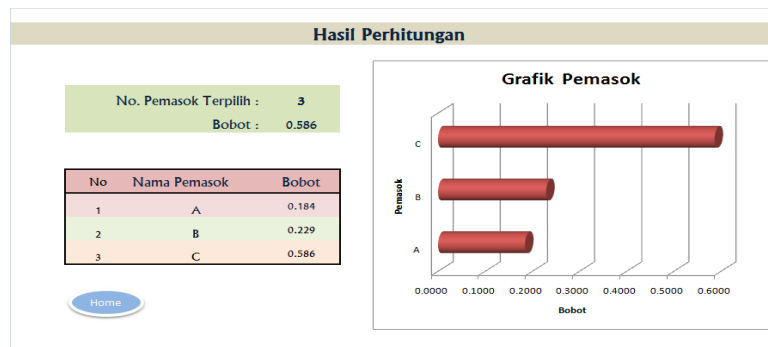 Hasil Perhitungan
No. Pemasok Terpilih : 3
Bobot : 0.586
No Nama Pemasok Bobot
1 A 0.184
2 B 0.229
3 C 0.586
Home
Grafik Pemasok
Pemasok
C
B
A
0.0000 0.1000 0.2000 0.3000 0.4000 0.5000 0.6000
Bobot